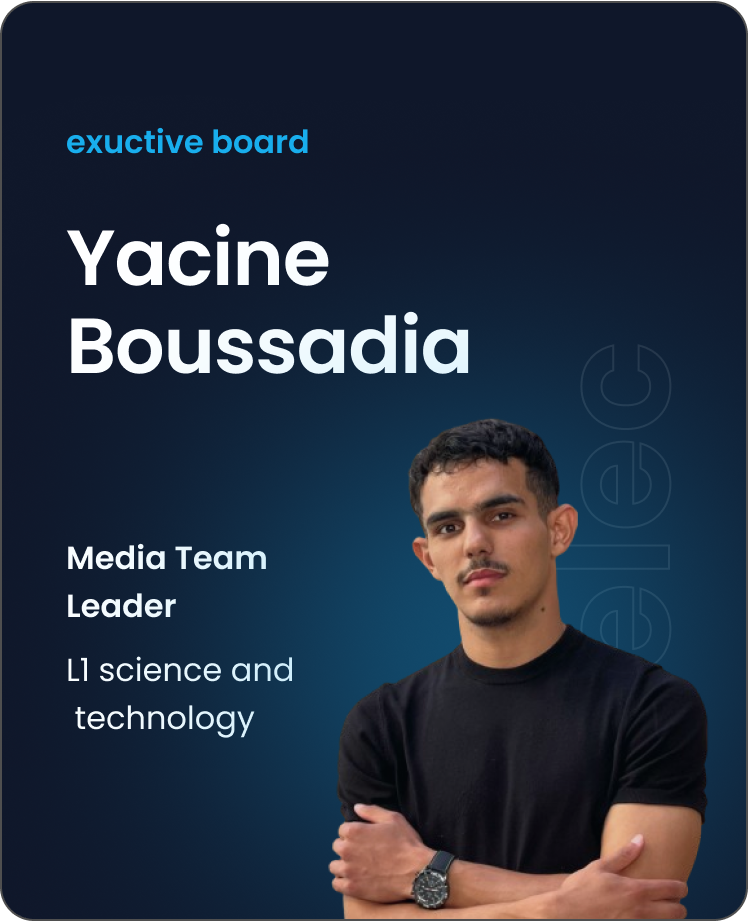 exuctive board
Yacine
Boussadia
Media Team
Leader
L1 science and
technology
elec